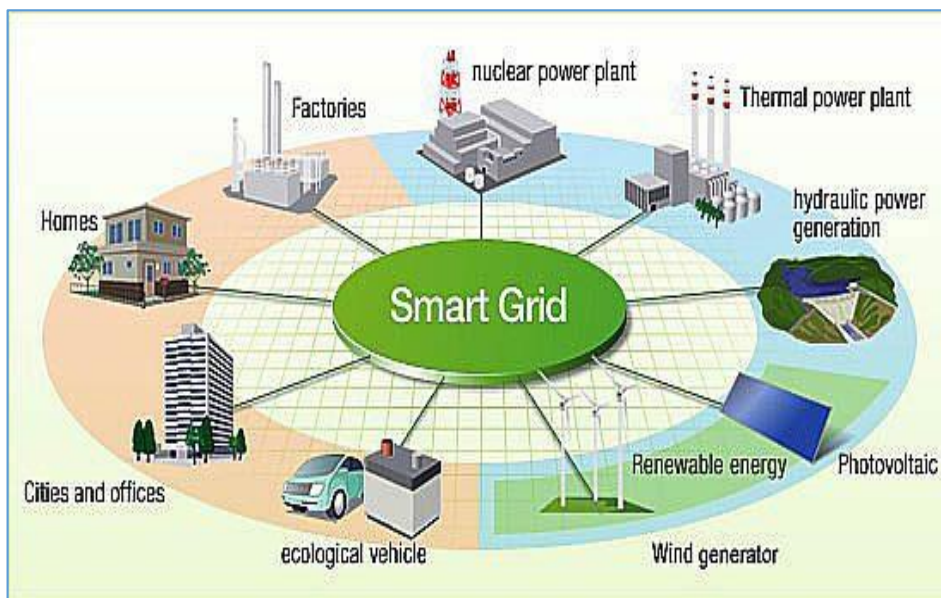 nuclear power plant
Factories
Thermal power plant
Homes
hydraulic power
generation
Smart Grid
Renewable energy
Photovoltaic
Cities and offices
ecological vehicle
Wind generator